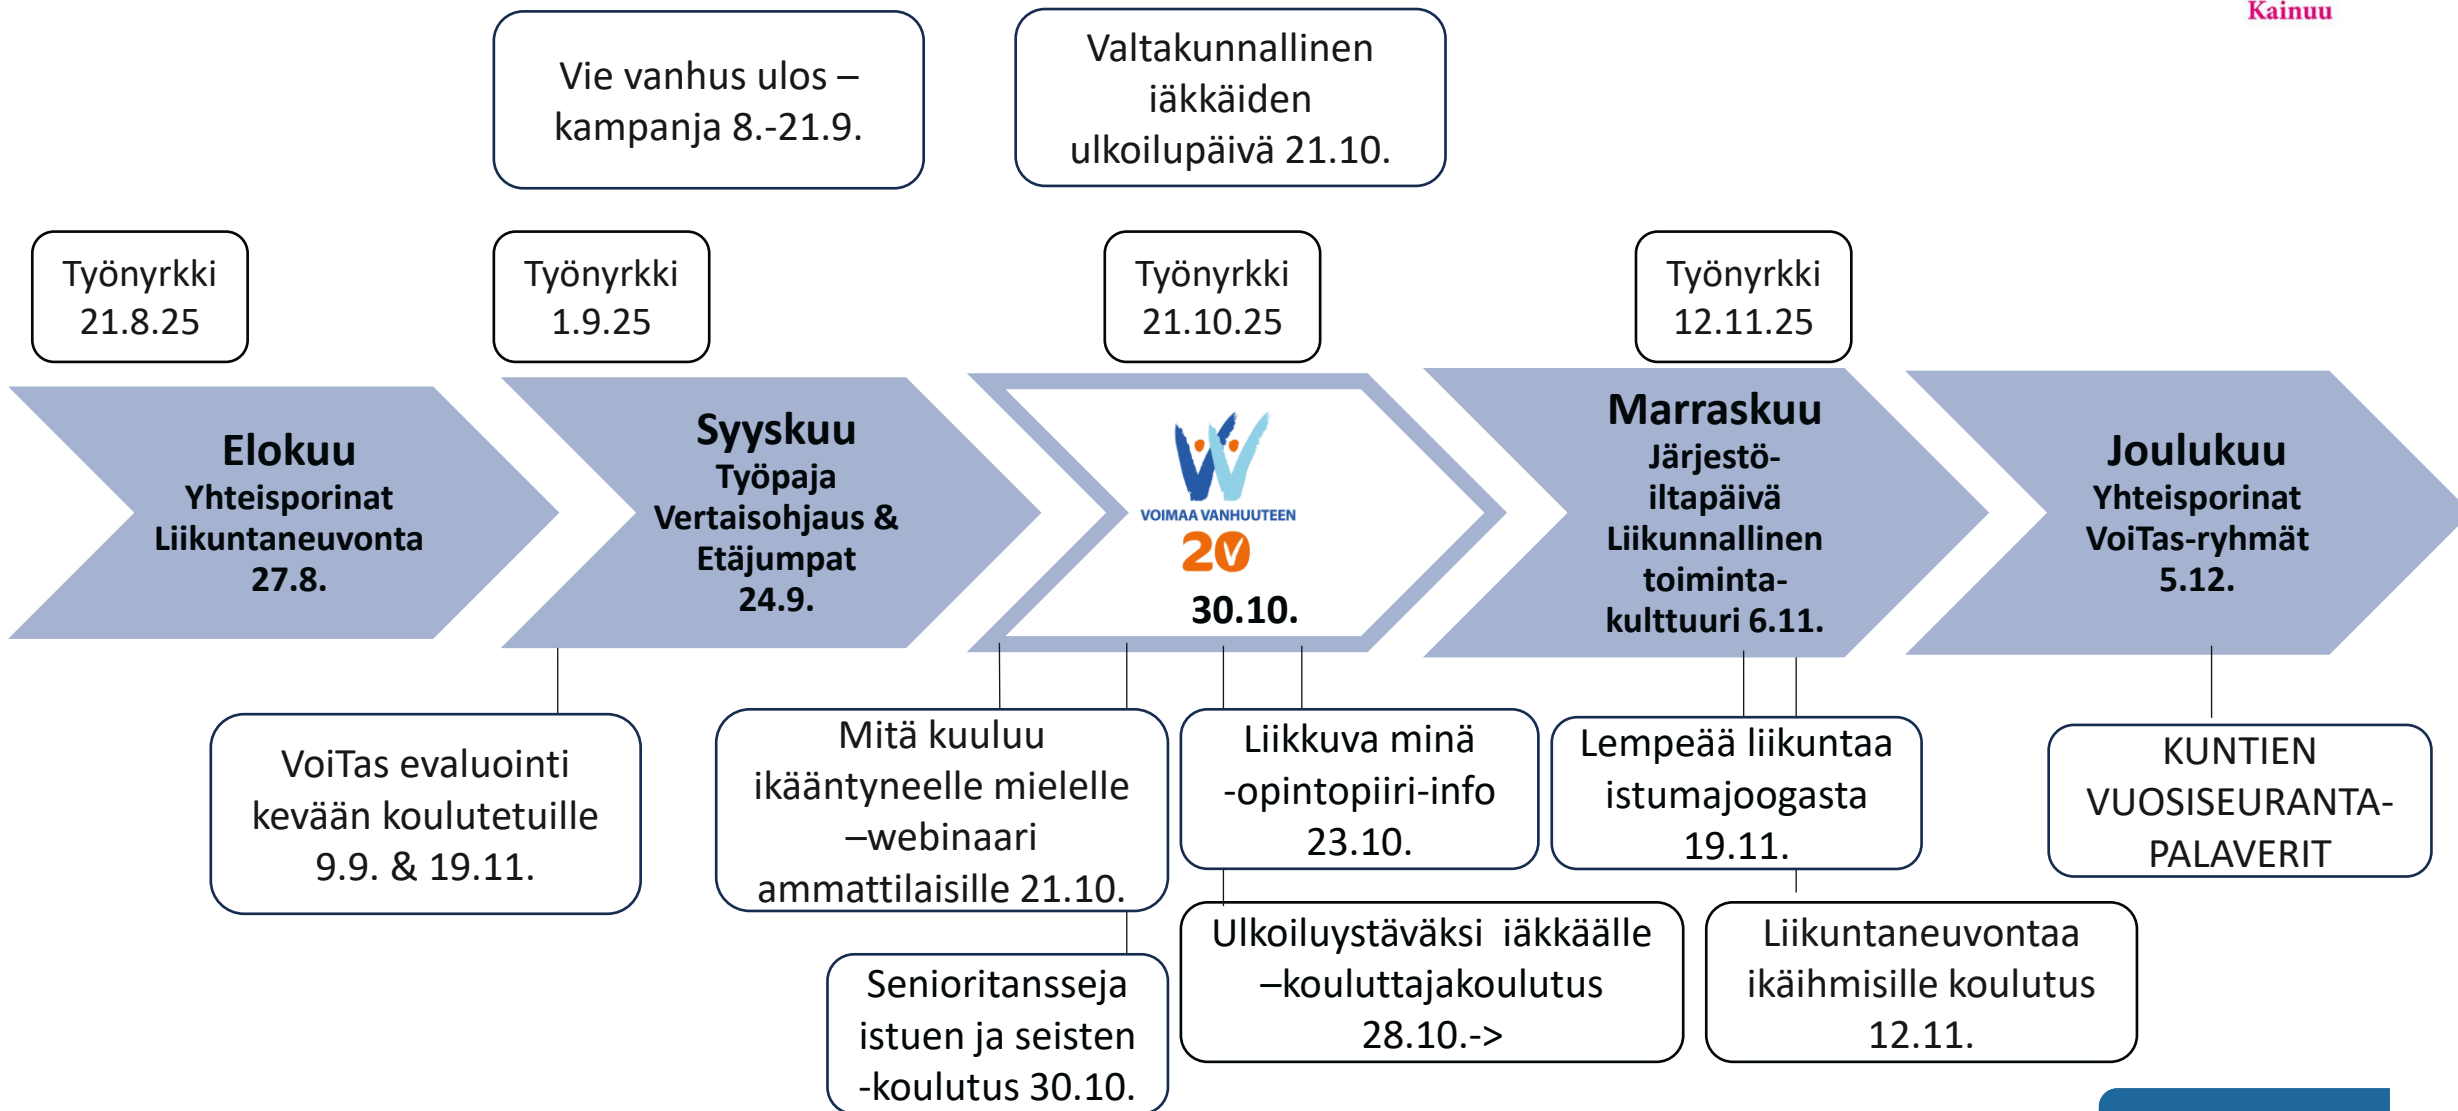 Kainuu
Vie vanhus ulos –
kampanja 8.-21.9.
Valtakunnallinen
iäkkäiden
ulkoilupäivä 21.10.
Työnyrkki
21.8.25
Työnyrkki
1.9.25
Työnyrkki
21.10.25
Työnyrkki
12.11.25
Elokuu
Yhteisporinat
Liikuntaneuvonta
27.8.
Syyskuu
Työpaja
Vertaisohjaus &
Etäjumpat
24.9.
VOIMAA VANHUUTEEN
20
30.10.
Marraskuu
Järjestö-
iltapäivä
Liikunnallinen
toiminta-
kulttuuri 6.11.
Joulukuu
Yhteisporinat
VoiTas-ryhmät
5.12.
VoiTas evaluointi
kevään koulutetuille
9.9. & 19.11.
Mitä kuuluu
ikääntyneelle mielelle
–webinaari
ammattilaisille 21.10.
Senioritansseja
istuen ja seisten
-koulutus 30.10.
Liikkuva minä
-opintopiiri-info
23.10.
Ulkoiluystäväksi iäkkäälle
–kouluttajakoulutus
28.10.->
Lempeää liikuntaa
istumajoogasta
19.11.
Liikuntaneuvontaa
ikäihmisille koulutus
12.11.
KUNTIEN
VUOSISEURANTA-
PALAVERIT